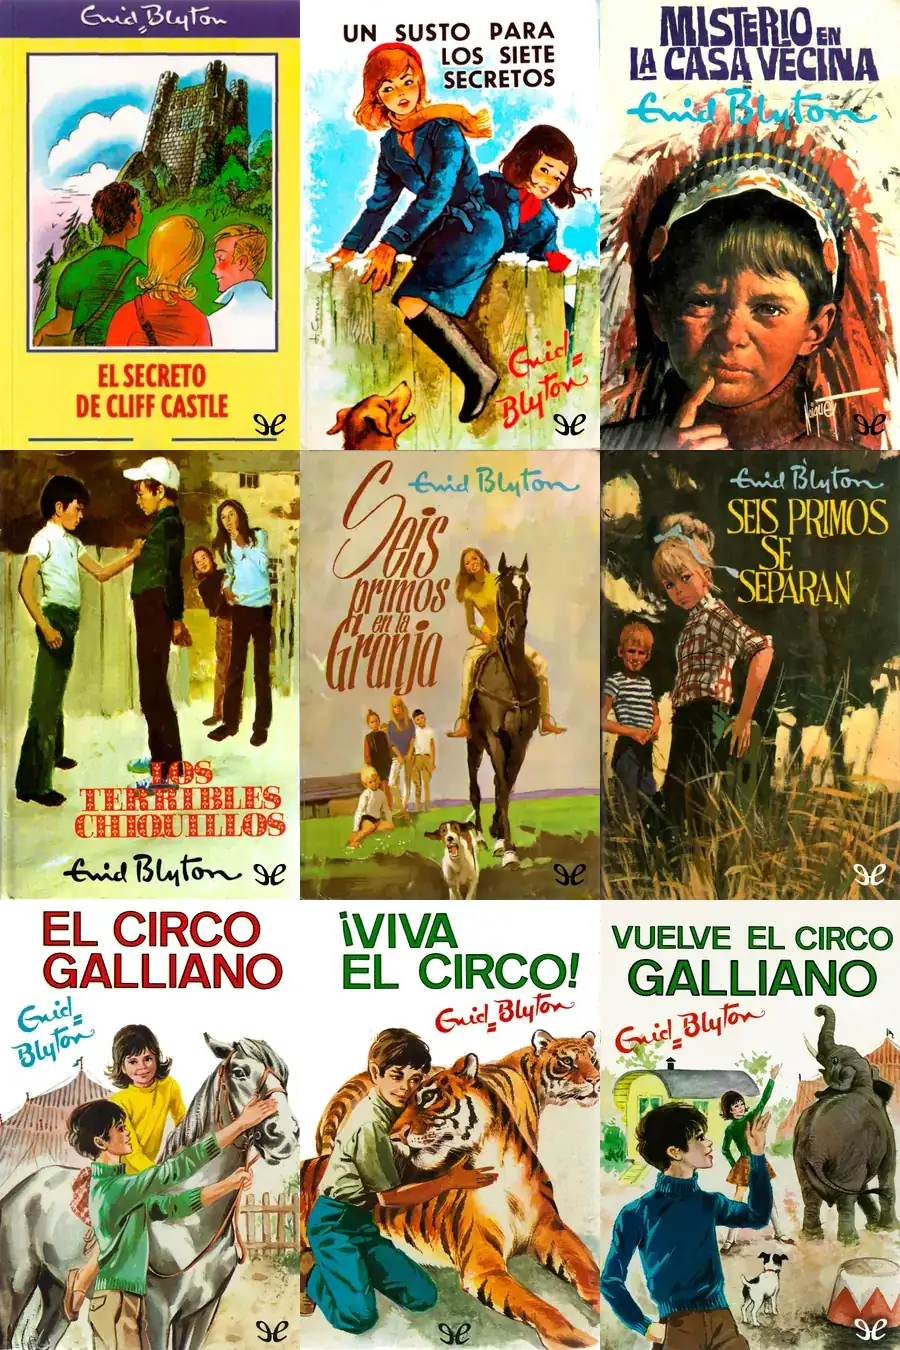 Enid Blyton
EL SECRETO
DE CLIFF CASTLE
UN SUSTO PARA
LOS SIETE
SECRETOS
Enid
Blyton
MISTERIO EN
LA CASA VECINA
Enid Blyton
LOS
TERRIBLES
CHIQUILLOS
Enid Blyton
Enid Blyton
Seis
primos
en la
Granja
Enid Blyton
SEIS PRIMOS
SE
SEPARAN
EL CIRCO
GALLIANO
Enid
Blyton
¡VIVA
EL CIRCO!
Enid Blyton
VUELVE EL CIRCO
GALLIANO
Enid Blyton